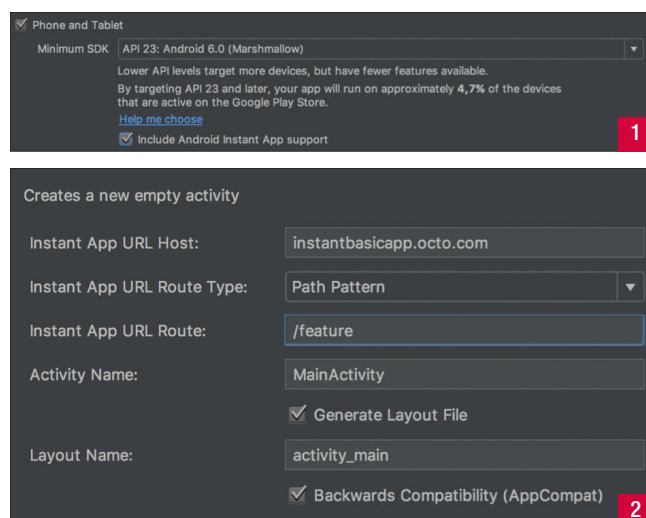 Phone and Tablet
Minimum SDK API 23: Android 6.0 (Marshmallow)
Lower API levels target more devices, but have fewer features available.
By targeting API 23 and later, your app will run on approximately 4,7% of the devices
that are active on the Google Play Store.
Help me choose
Include Android Instant App support
1
Creates a new empty activity
Instant App URL Host: instantbasicapp.octo.com
Instant App URL Route Type: Path Pattern
Instant App URL Route: /feature
Activity Name: MainActivity
Generate Layout File
Layout Name: activity_main
Backwards Compatibility (AppCompat)
2